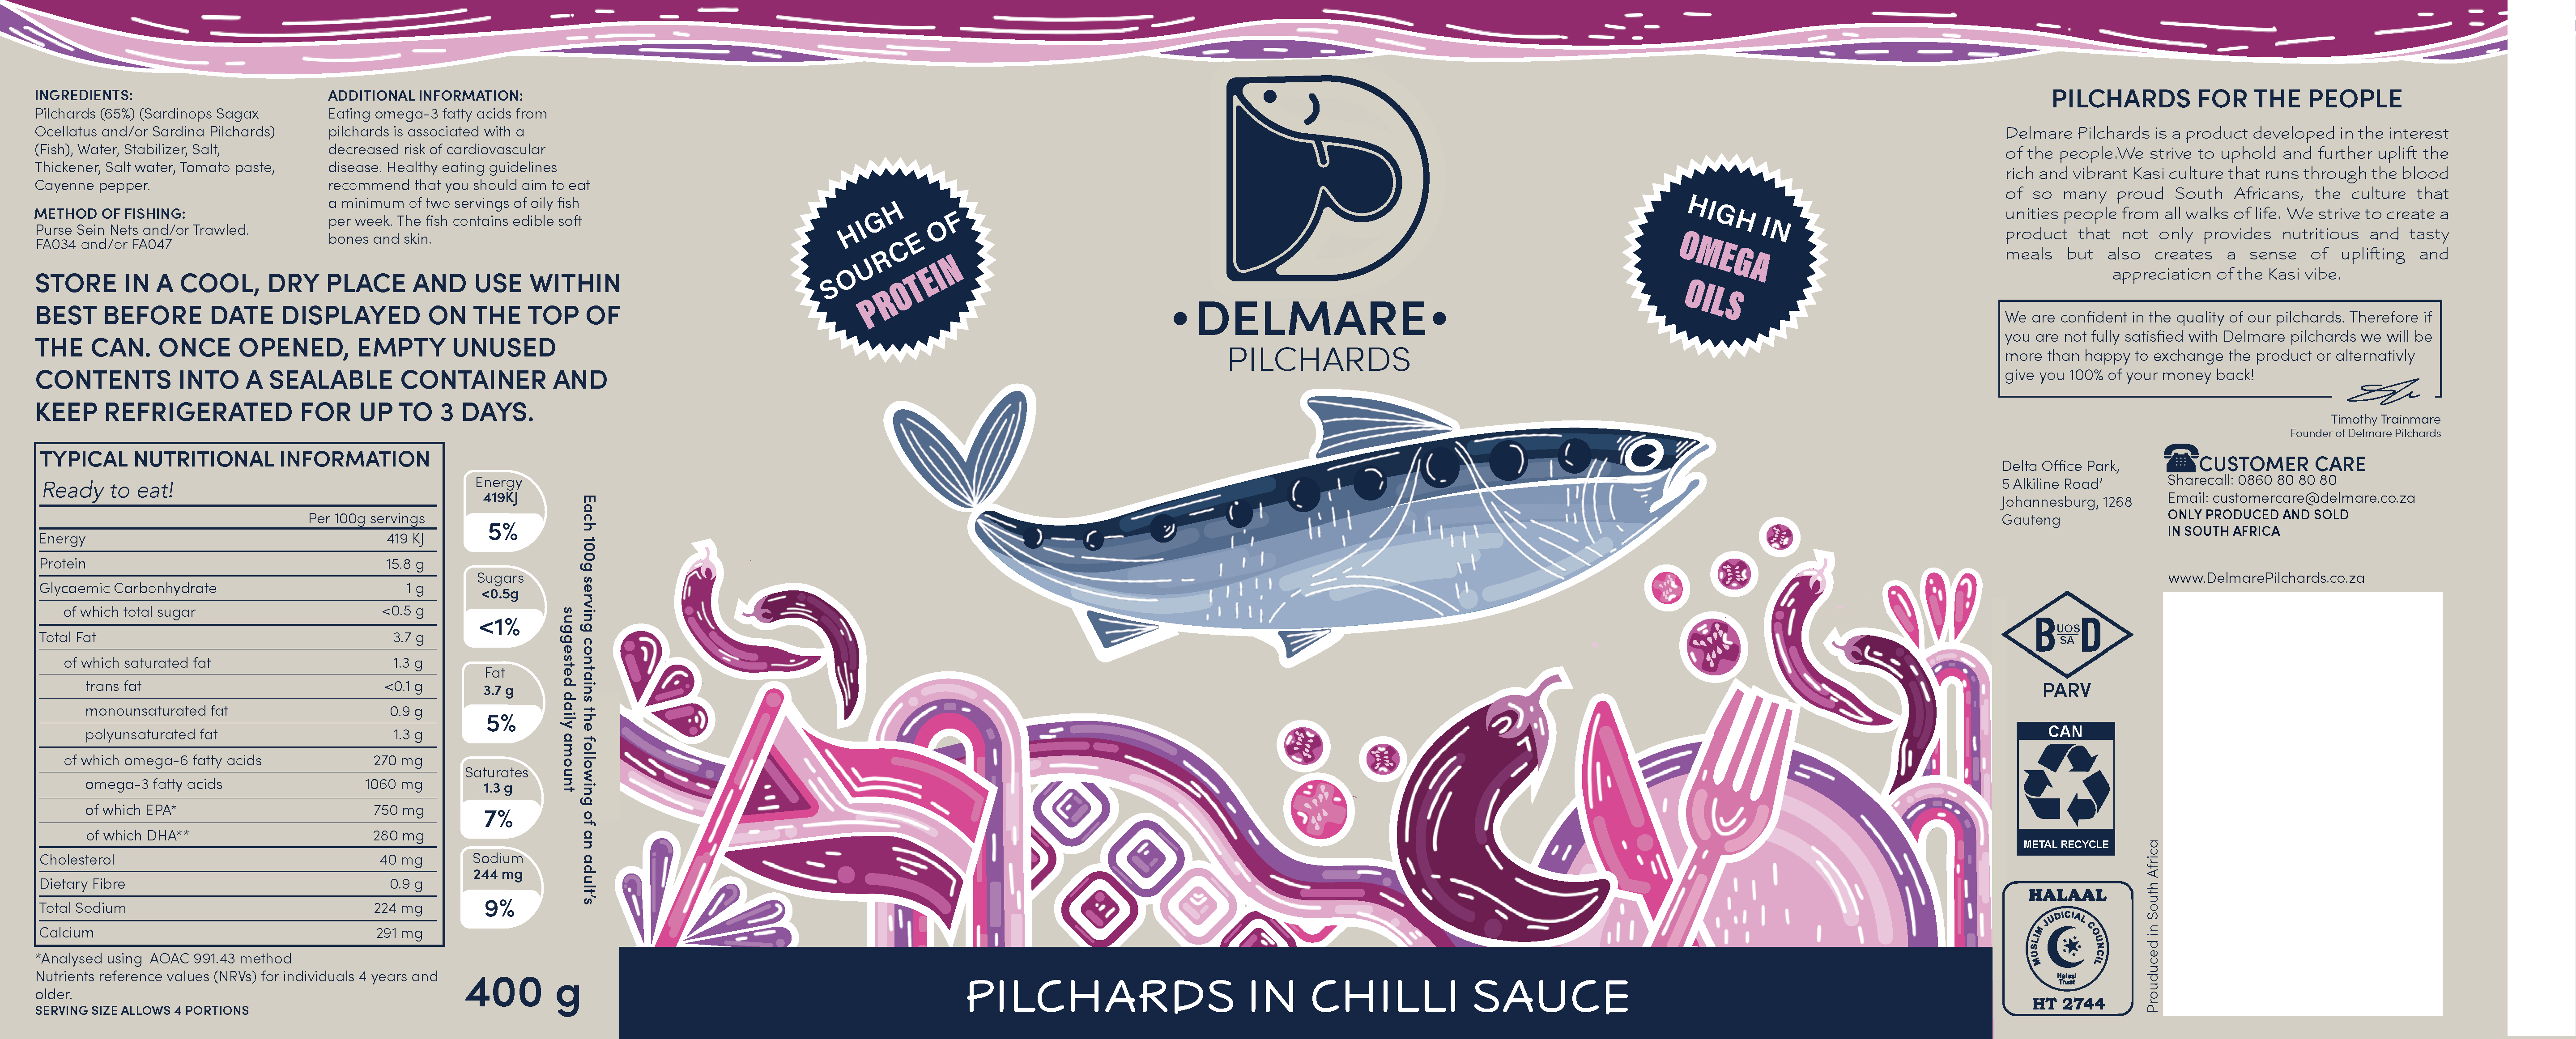 INGREDIENTS:
Pilchards (65%) (Sardinops Sagax
Ocellatus and/or Sardina Pilchards)
(Fish), Water, Stabilizer, Salt,
Thickener, Salt water, Tomato paste,
Cayenne pepper.
METHOD OF FISHING:
Purse Sein Nets and/or Trawled.
FA034 and/or FA047
ADDITIONAL INFORMATION:
Eating omega-3 fatty acids from
pilchards is associated with a
decreased risk of cardiovascular
disease. Healthy eating guidelines
recommend that you should aim to eat
a minimum of two servings of oily fish
per week. The fish contains edible soft
bones and skin.
STORE IN A COOL, DRY PLACE AND USE WITHIN
BEST BEFORE DATE DISPLAYED ON THE TOP OF
THE CAN. ONCE OPENED, EMPTY UNUSED
CONTENTS INTO A SEALABLE CONTAINER AND
KEEP REFRIGERATED FOR UP TO 3 DAYS.
TYPICAL NUTRITIONAL INFORMATION
Ready to eat!
Per 100g servings
Energy 419 KJ
Protein 15.8 g
Glycaemic Carbonhydrate 1 g
of which total sugar <0.5 g
Total Fat 3.7 g
of which saturated fat 1.3 g
trans fat <0.1 g
monounsaturated fat 0.9 g
polyunsaturated fat 1.3 g
of which omega-6 fatty acids 270 mg
omega-3 fatty acids 1060 mg
of which EPA* 750 mg
of which DHA** 280 mg
Cholesterol 40 mg
Dietary Fibre 0.9 g
Total Sodium 224 mg
Calcium 291 mg
*Analysed using AOAC 991.43 method
Nutrients reference values (NRVs) for individuals 4 years and
older.
SERVING SIZE ALLOWS 4 PORTIONS
Energy
419KJ
5%
Sugars
<0.5g
<1%
Fat
3.7 g
5%
Saturates
1.3 g
7%
Sodium
244 mg
9%
Each 100g serving contains the following of an adult's
suggested daily amount
400 g
HIGH
SOURCE OF
PROTEIN
•DELMARE•
PILCHARDS
HIGH IN
OMEGA
OILS
PILCHARDS IN CHILLI SAUCE
PILCHARDS FOR THE PEOPLE
Delmare Pilchards is a product developed in the interest
of the people.We strive to uphold and further uplift the
rich and vibrant Kasi culture that runs through the blood
of so many proud South Africans, the culture that
unities people from all walks of life. We strive to create a
product that not only provides nutritious and tasty
meals but also creates a sense of uplifting and
appreciation of the Kasi vibe.
We are confident in the quality of our pilchards. Therefore if
you are not fully satisfied with Delmare pilchards we will be
more than happy to exchange the product or alternativly
give you 100% of your money back!
Timothy Trainmare
Founder of Delmare Pilchards
Delta Office Park,
5 Alkiline Road'
Johannesburg, 1268
Gauteng
CUSTOMER CARE
Sharecall: 0860 80 80 80
Email: customercare@delmare.co.za
ONLY PRODUCED AND SOLD
IN SOUTH AFRICA
www.DelmarePilchards.co.za
B UOS SA D
PARV
CAN
METAL RECYCLE
HALAAL
MUSLIM JUDICIAL COUNCIL
Halaal
Trust
HT 2744
Prouduced in South Africa